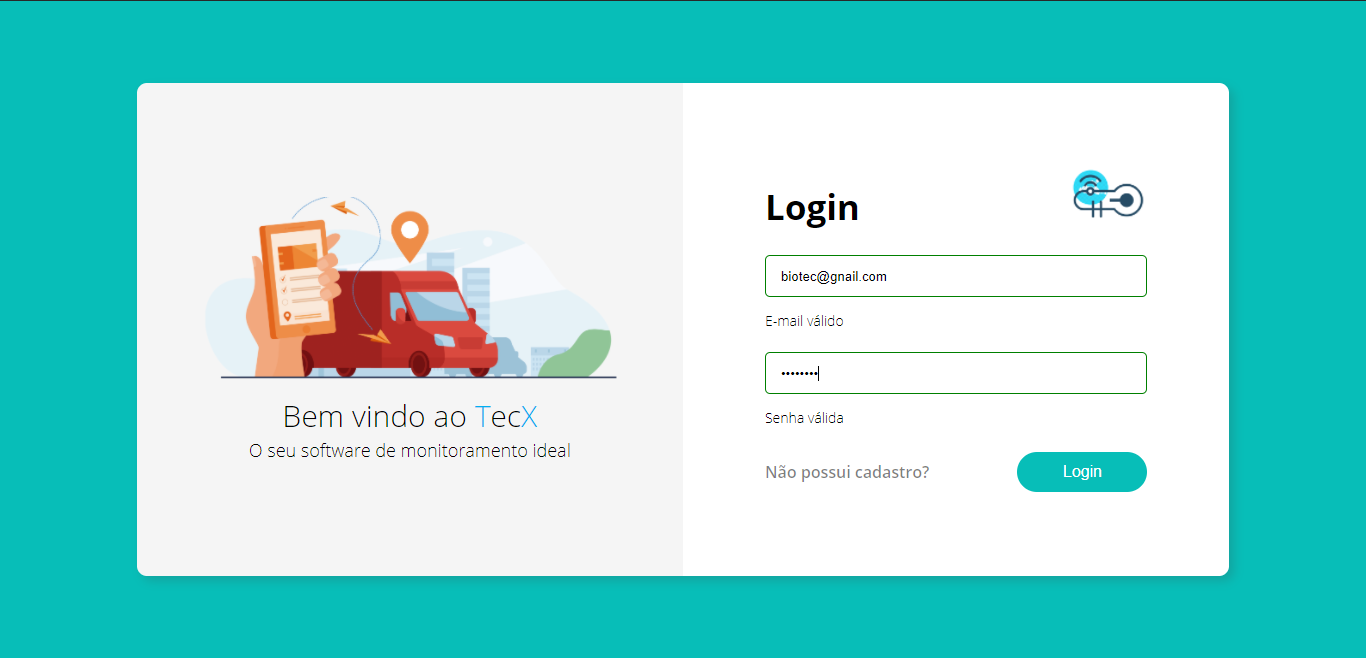 Bem vindo ao TecX
O seu software de monitoramento ideal
Login
biotec@gnail.com
E-mail válido
••••••••
Senha válida
Não possui cadastro?
Login